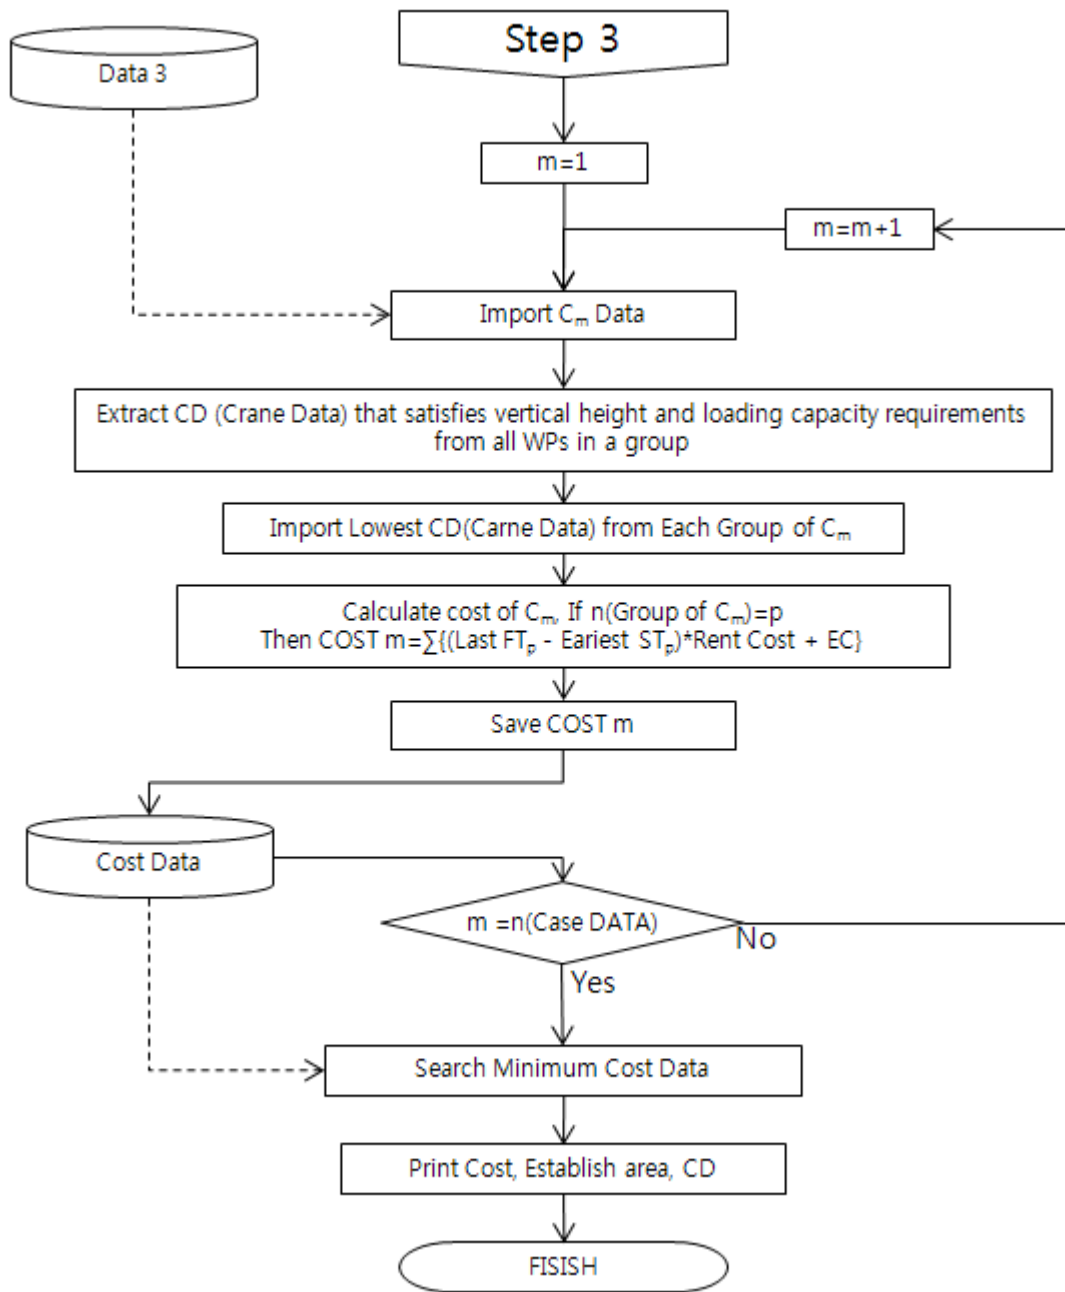 Step 3
Data 3
m=1
m=m+1
Import Cₘ Data
Extract CD (Crane Data) that satisfies vertical height and loading capacity requirements
from all WPs in a group
Import Lowest CD(Carne Data) from Each Group of Cₘ
Calculate cost of Cₘ, If n(Group of Cₘ)=p
Then COST m=∑{(Last FTₚ - Eariest STₚ)*Rent Cost + EC}
Save COST m
Cost Data
m =n(Case DATA)
No
Yes
Search Minimum Cost Data
Print Cost, Establish area, CD
FISISH